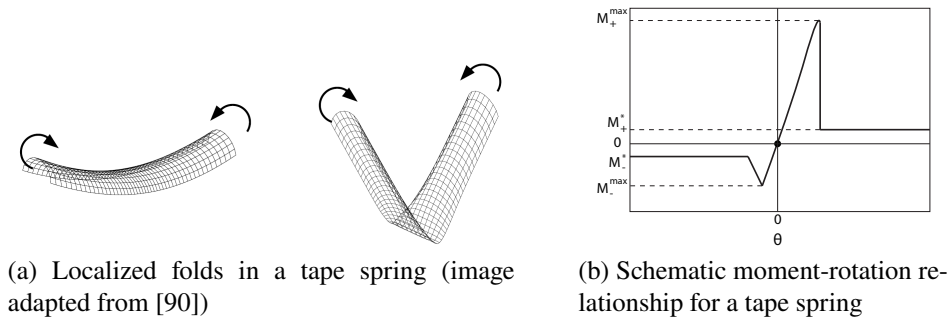 M₊ᵐᵃˣ
M₊*
0
M₋*
M₋ᵐᵃˣ
0
θ
(a) Localized folds in a tape spring (image
adapted from [90])
(b) Schematic moment-rotation re-
lationship for a tape spring